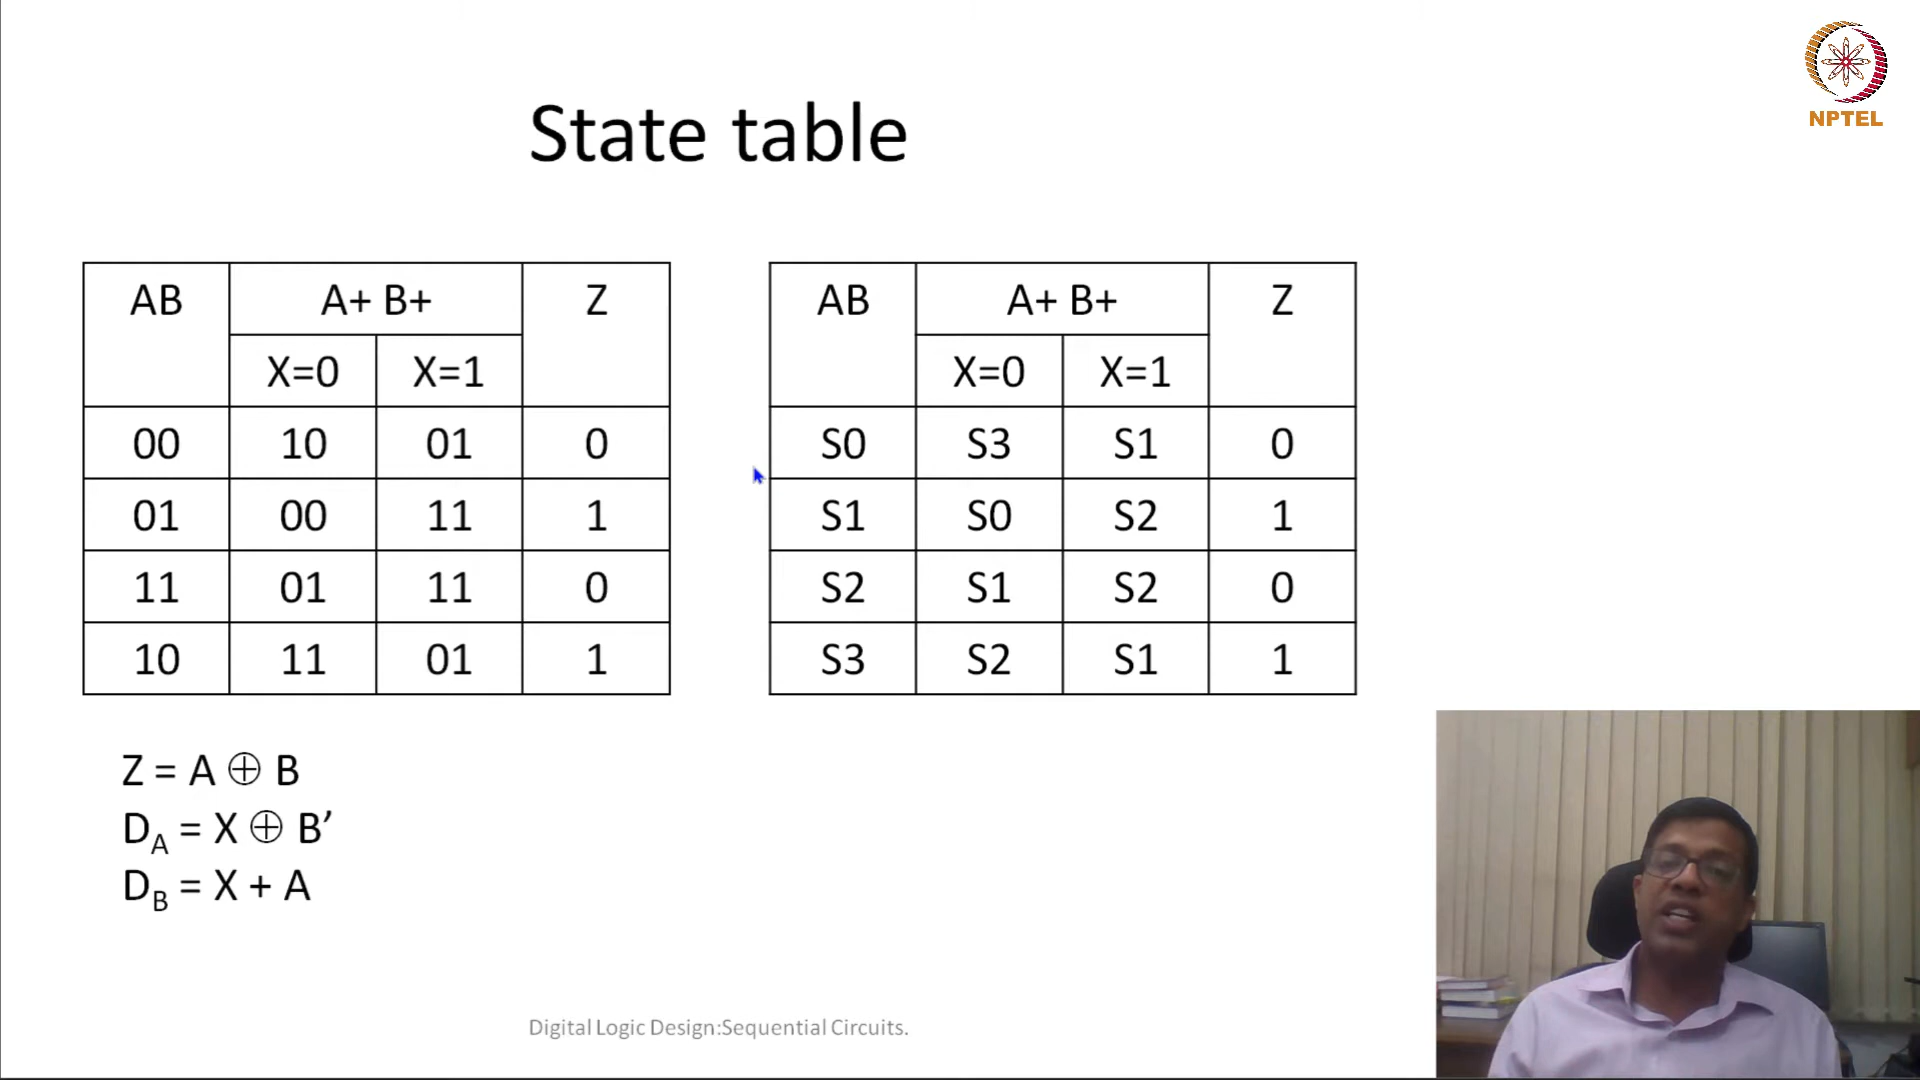 NPTEL
State table
AB A+ B+ Z
X=0 X=1
00 10 01 0
01 00 11 1
11 01 11 0
10 11 01 1
AB A+ B+ Z
X=0 X=1
S0 S3 S1 0
S1 S0 S2 1
S2 S1 S2 0
S3 S2 S1 1
Z = A ⊕ B
D_A = X ⊕ B’
D_B = X + A
Digital Logic Design:Sequential Circuits.